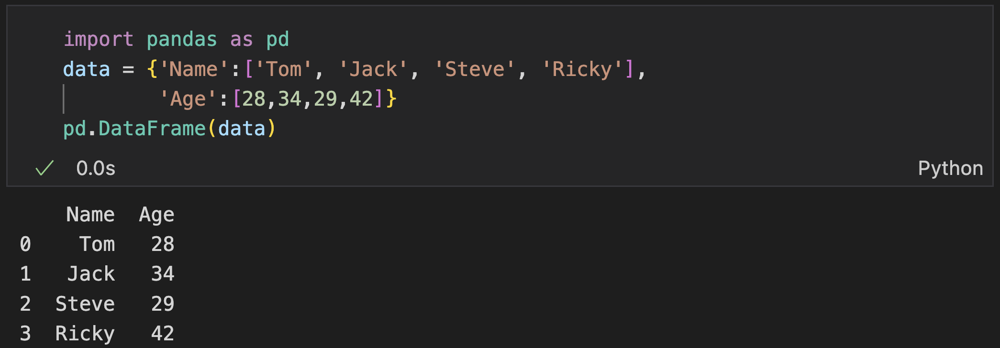 import pandas as pd
data = {'Name':['Tom', 'Jack', 'Steve', 'Ricky'],
        'Age':[28,34,29,42]}
pd.DataFrame(data)
0.0s
Python
    Name  Age
0    Tom   28
1   Jack   34
2  Steve   29
3  Ricky   42